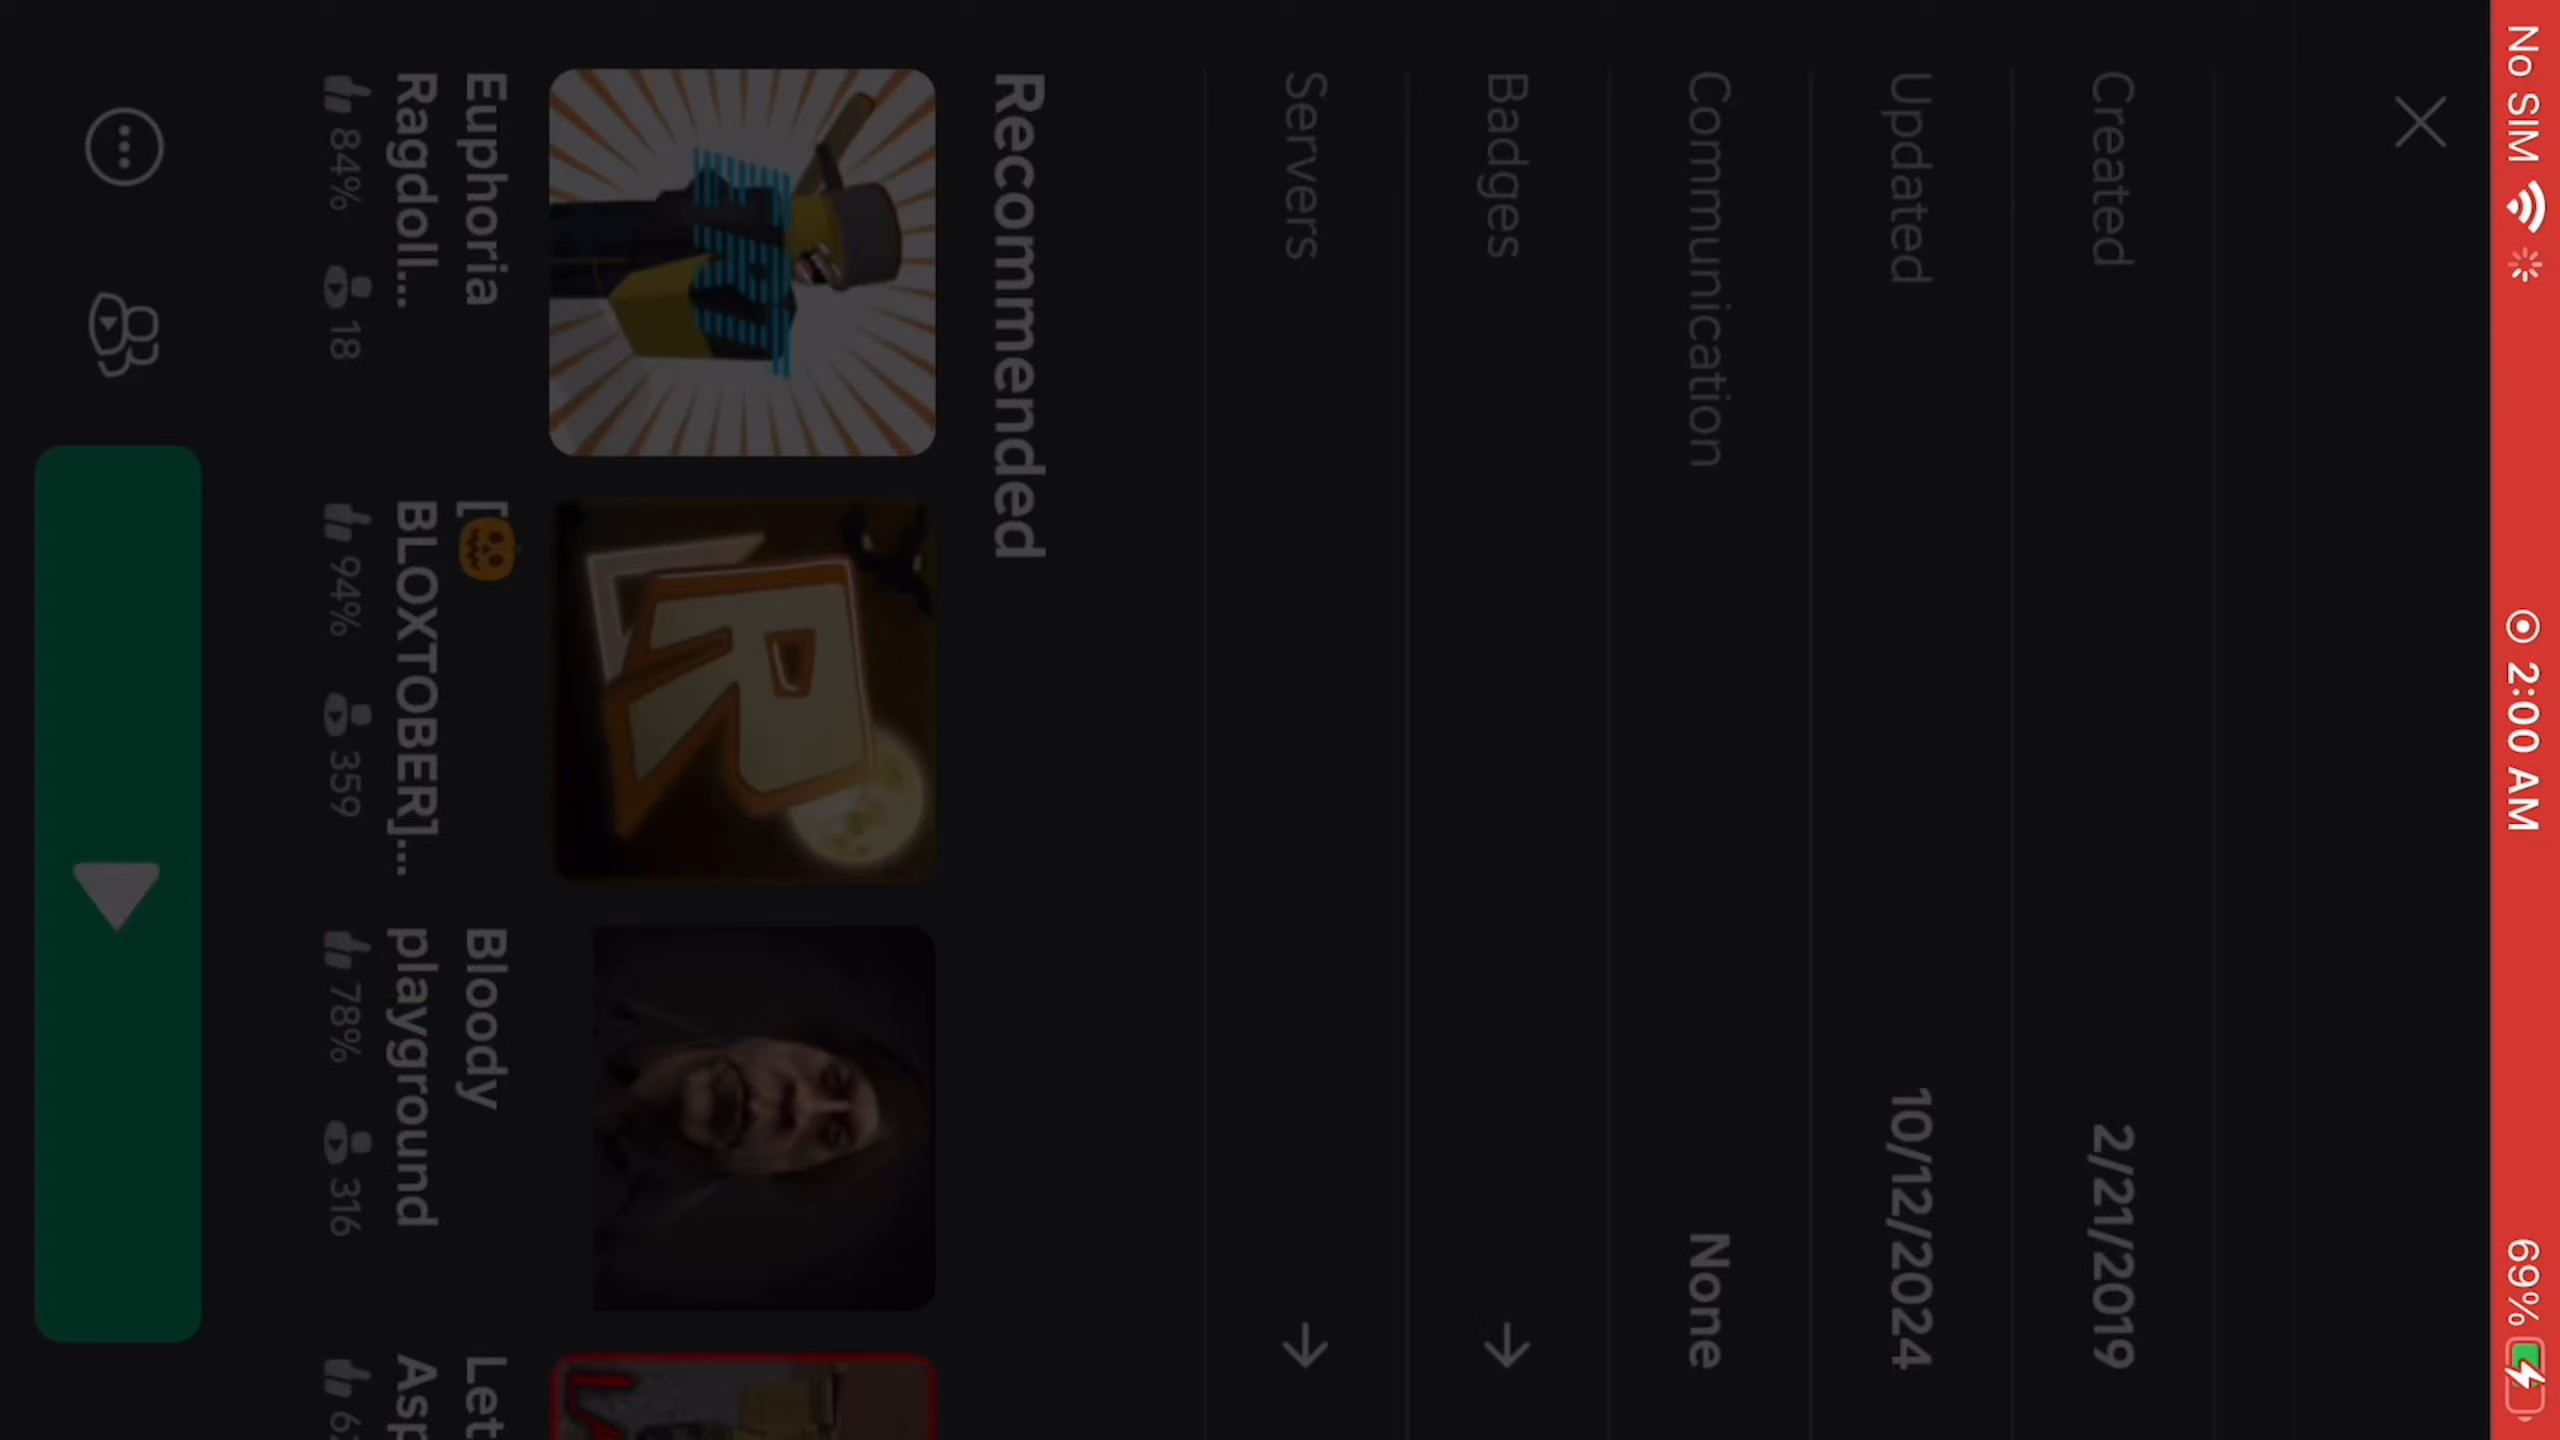 No SIM 2:00 AM 69%
Created 2/21/2019
Updated 10/12/2024
Communication None
Badges
Servers
Recommended
Euphoria
Ragdoll...
84% 18
[🎃
BLOXTOBER]...
94% 359
Bloody
playground
78% 316
Let